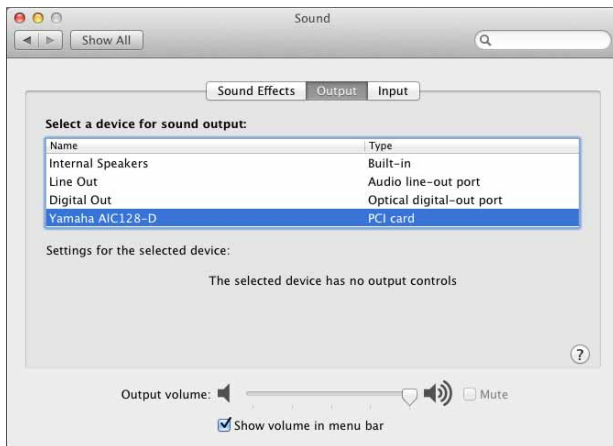 Sound
Show All
Sound Effects Output Input
Select a device for sound output:
Name Type
Internal Speakers Built-in
Line Out Audio line-out port
Digital Out Optical digital-out port
Yamaha AIC128-D PCI card
Settings for the selected device:
The selected device has no output controls
?
Output volume: Mute
Show volume in menu bar